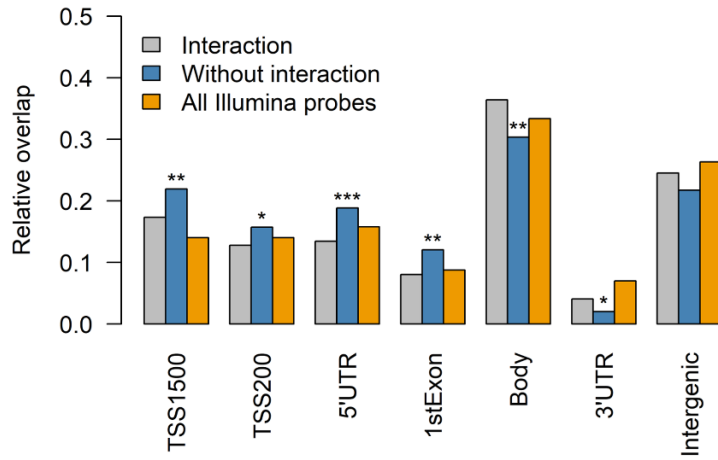 0.5
0.4
0.3
0.2
0.1
0.0
Relative overlap
Interaction
Without interaction
All Illumina probes
**
*
***
**
**
*
TSS1500
TSS200
5'UTR
1stExon
Body
3'UTR
Intergenic